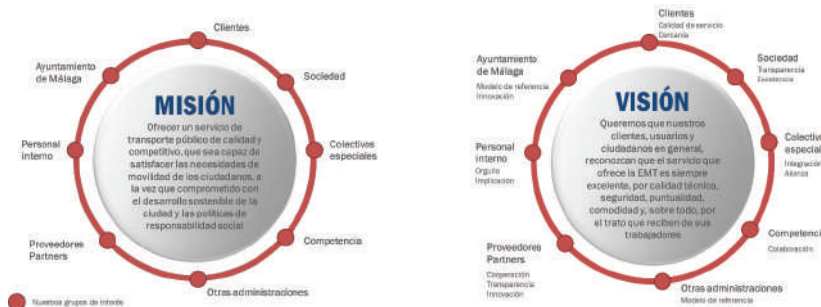 Clientes
Ayuntamiento
de Málaga
Sociedad
MISIÓN
Ofrecer un servicio de
transporte público de calidad y
competitivo, que sea capaz de
satisfacer las necesidades de
movilidad de los ciudadanos, a
la vez que comprometido con
el desarrollo sostenible de la
ciudad y las políticas de
responsabilidad social
Personal
interno
Colectivos
especiales
Proveedores
Partners
Competencia
Otras administraciones
Nuestros grupos de interés
Clientes
Calidad de servicio
Cercanía
Ayuntamiento
de Málaga
Modelo de referencia
Innovación
Sociedad
Transparencia
VISIÓN
Queremos que nuestros
clientes, usuarios y
ciudadanos en general,
reconozcan que el servicio que
ofrece la EMT es siempre
excelente, por calidad técnica,
seguridad, puntualidad,
comodidad y, sobre todo, por
el trato que reciben de sus
trabajadores
Personal
interno
Orgullo
Implicación
Colectivo
especia
Integración
Alianza
Proveedores
Partners
Cooperación
Transparencia
Innovación
Competencia
Colaboración
Otras administraciones
Modelo de referencia